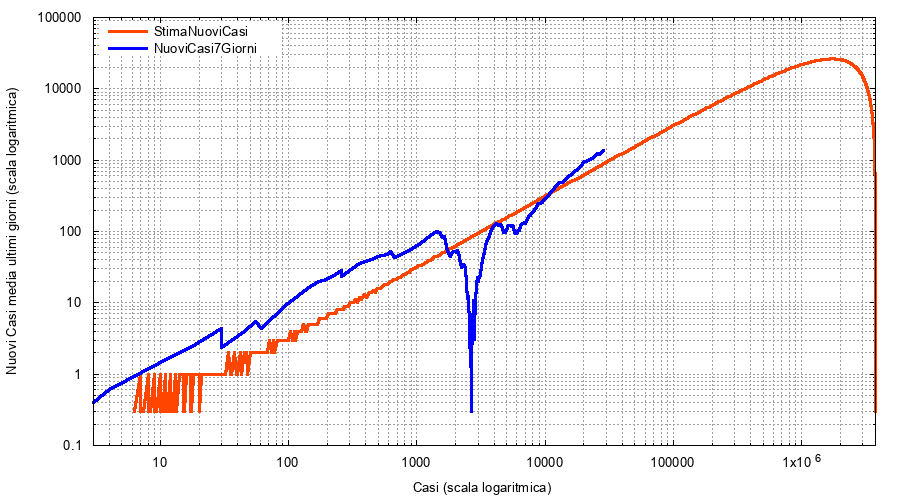 100000
10000
1000
100
10
1
0.1
StimaNuoviCasi
NuoviCasi7Giorni
Nuovi Casi media ultimi giorni (scala logaritmica)
10 100 1000 10000 100000 1x10 6
Casi (scala logaritmica)